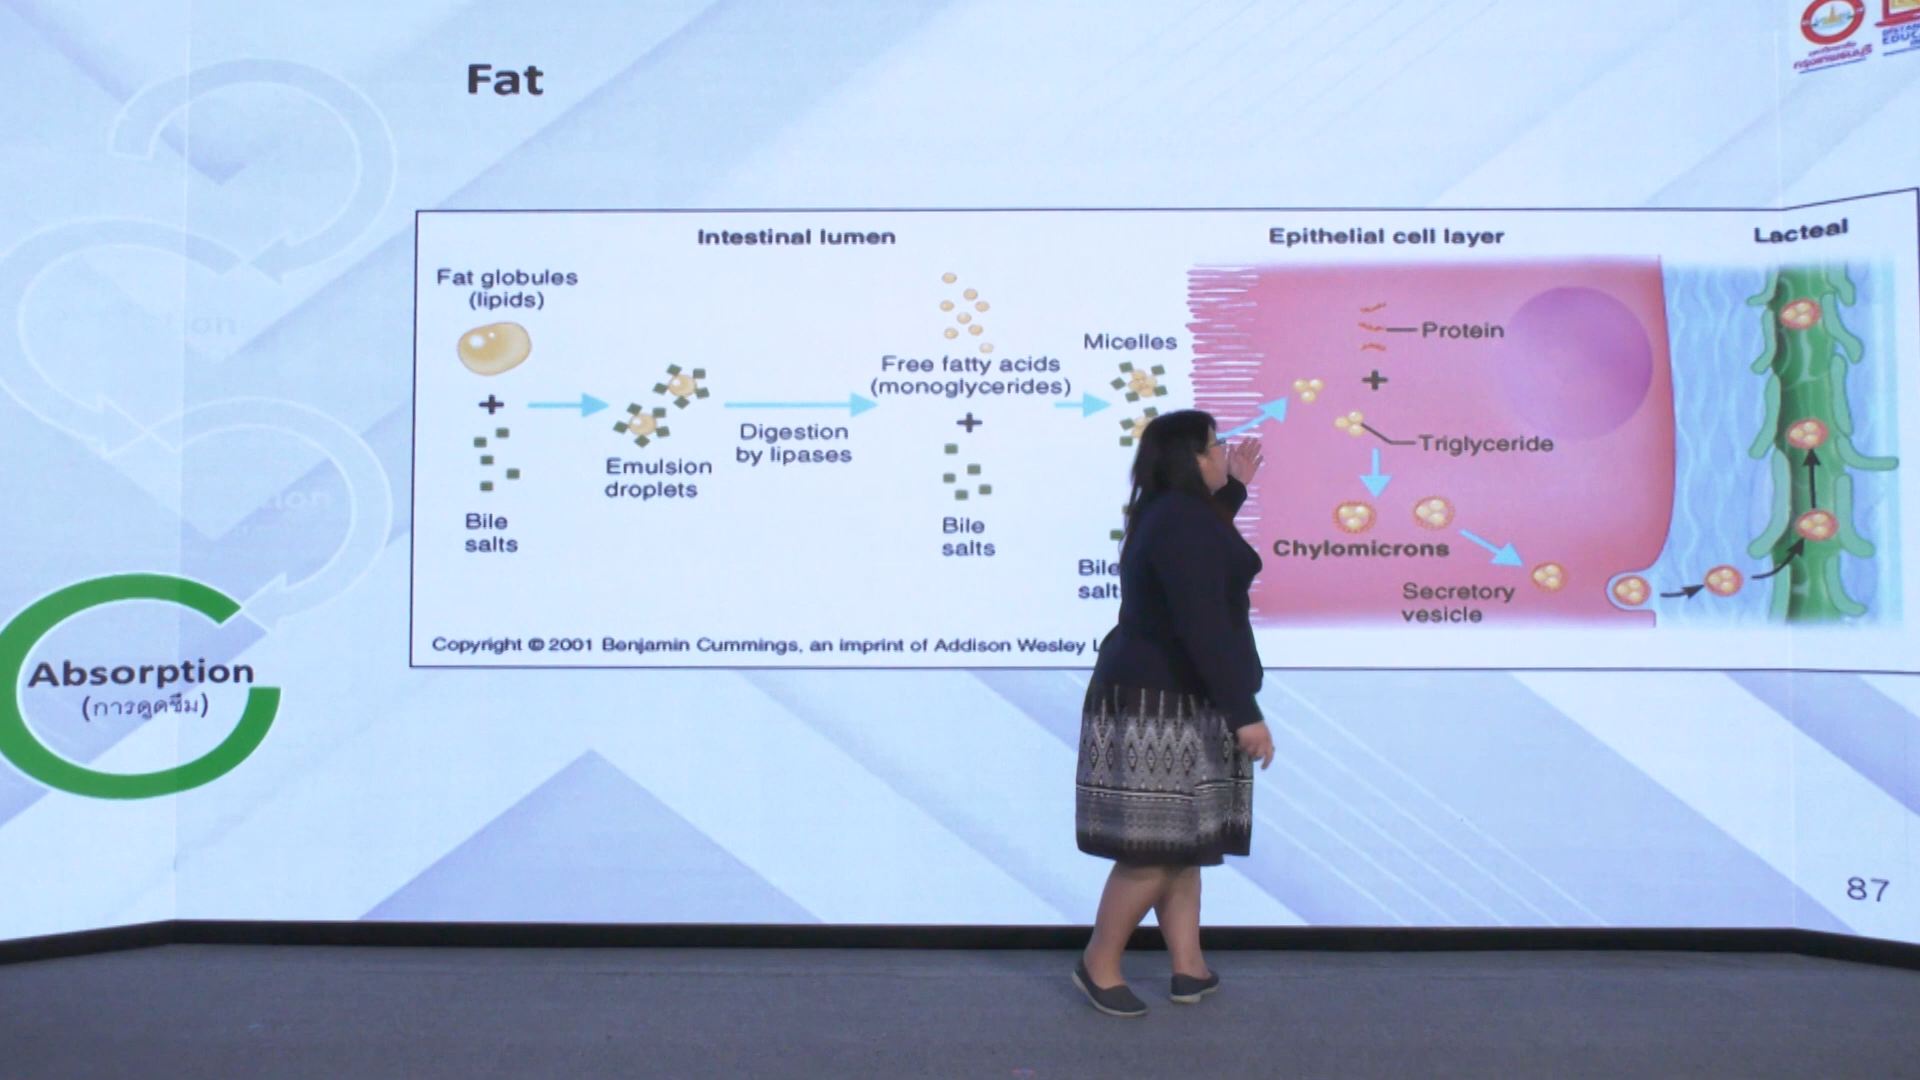 Fat
Intestinal lumen
Epithelial cell layer
Lacteal
Fat globules
(lipids)
+
Bile
salts
Emulsion
droplets
Digestion
by lipases
Free fatty acids
(monoglycerides)
+
Bile
salts
Micelles
Bile
salt
Protein
+
Triglyceride
Chylomicrons
Secretory
vesicle
Copyright © 2001 Benjamin Cummings, an imprint of Addison Wesley L
Absorption
(การดูดซึม)
87